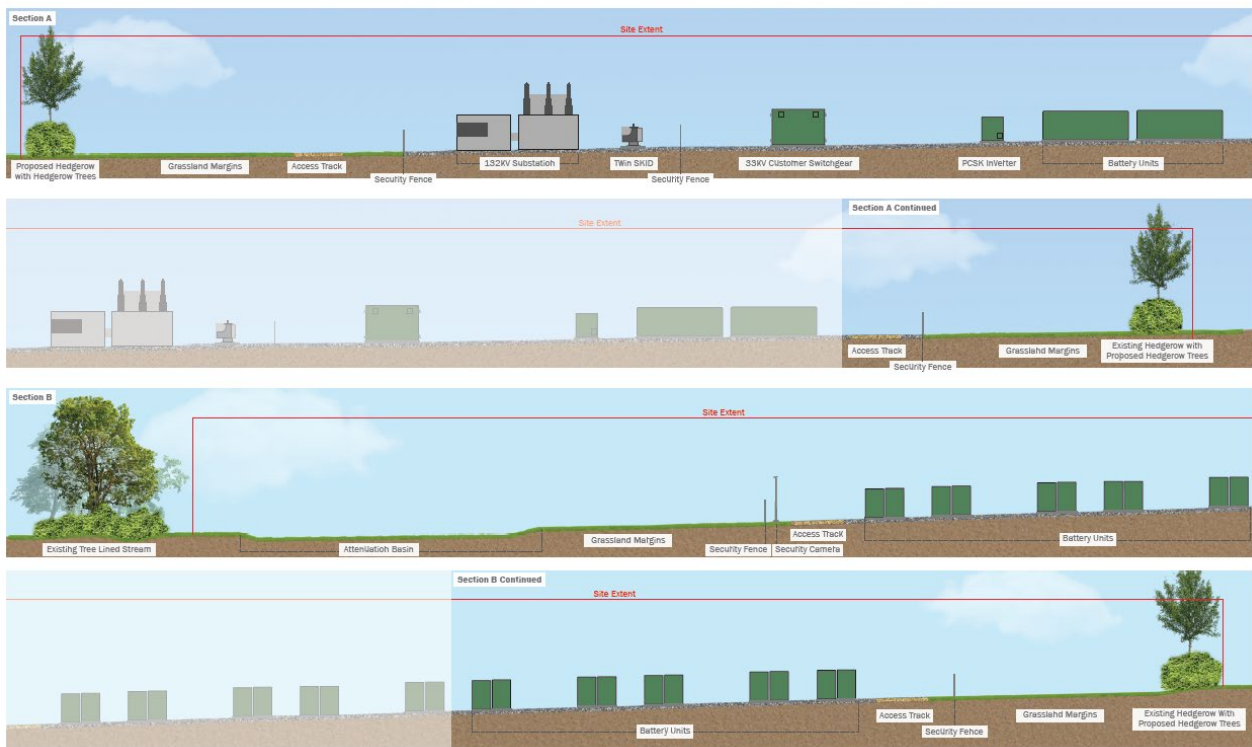 Section A
Site Extent
Proposed Hedgerow
with Hedgerow Trees
Grassland Margins
Access Track
Security Fence
132KV Substation
Twin SKID
Security Fence
33KV Customer Switchgear
PCSK Inverter
Battery Units
Site Extent
Section A Continued
Access Track
Security Fence
Grassland Margins
Existing Hedgerow with
Proposed Hedgerow Trees
Section B
Site Extent
Existing Tree Lined Stream
Attenuation Basin
Grassland Margins
Security Fence
Security Camera
Access Track
Battery Units
Section B Continued
Site Extent
Battery Units
Access Track
Security Fence
Grassland Margins
Existing Hedgerow With
Proposed Hedgerow Trees